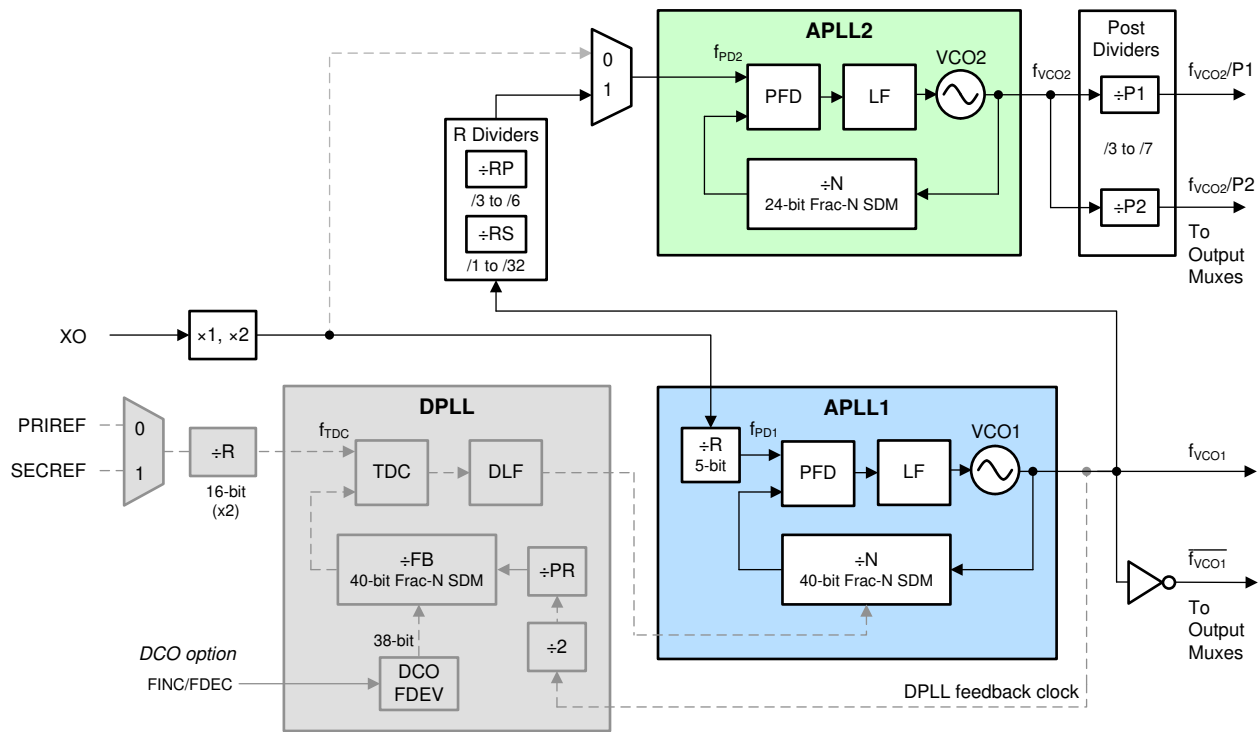 APLL2
Post
Dividers
VCO2
0
1
fPD2
PFD
LF
fVCO2
÷P1
fVCO2/P1
R Dividers
÷RP
/3 to /6
÷RS
/1 to /32
÷N
24-bit Frac-N SDM
/3 to /7
÷P2
fVCO2/P2
To
Output
Muxes
XO
×1, ×2
DPLL
APLL1
PRIREF
SECREF
0
1
÷R
16-bit
(x2)
fTDC
TDC
DLF
÷R
5-bit
fPD1
PFD
LF
VCO1
fVCO1
÷FB
40-bit Frac-N SDM
÷PR
÷N
40-bit Frac-N SDM
fVCO1
To
Output
Muxes
38-bit
÷2
DCO option
FINC/FDEC
DCO
FDEV
DPLL feedback clock